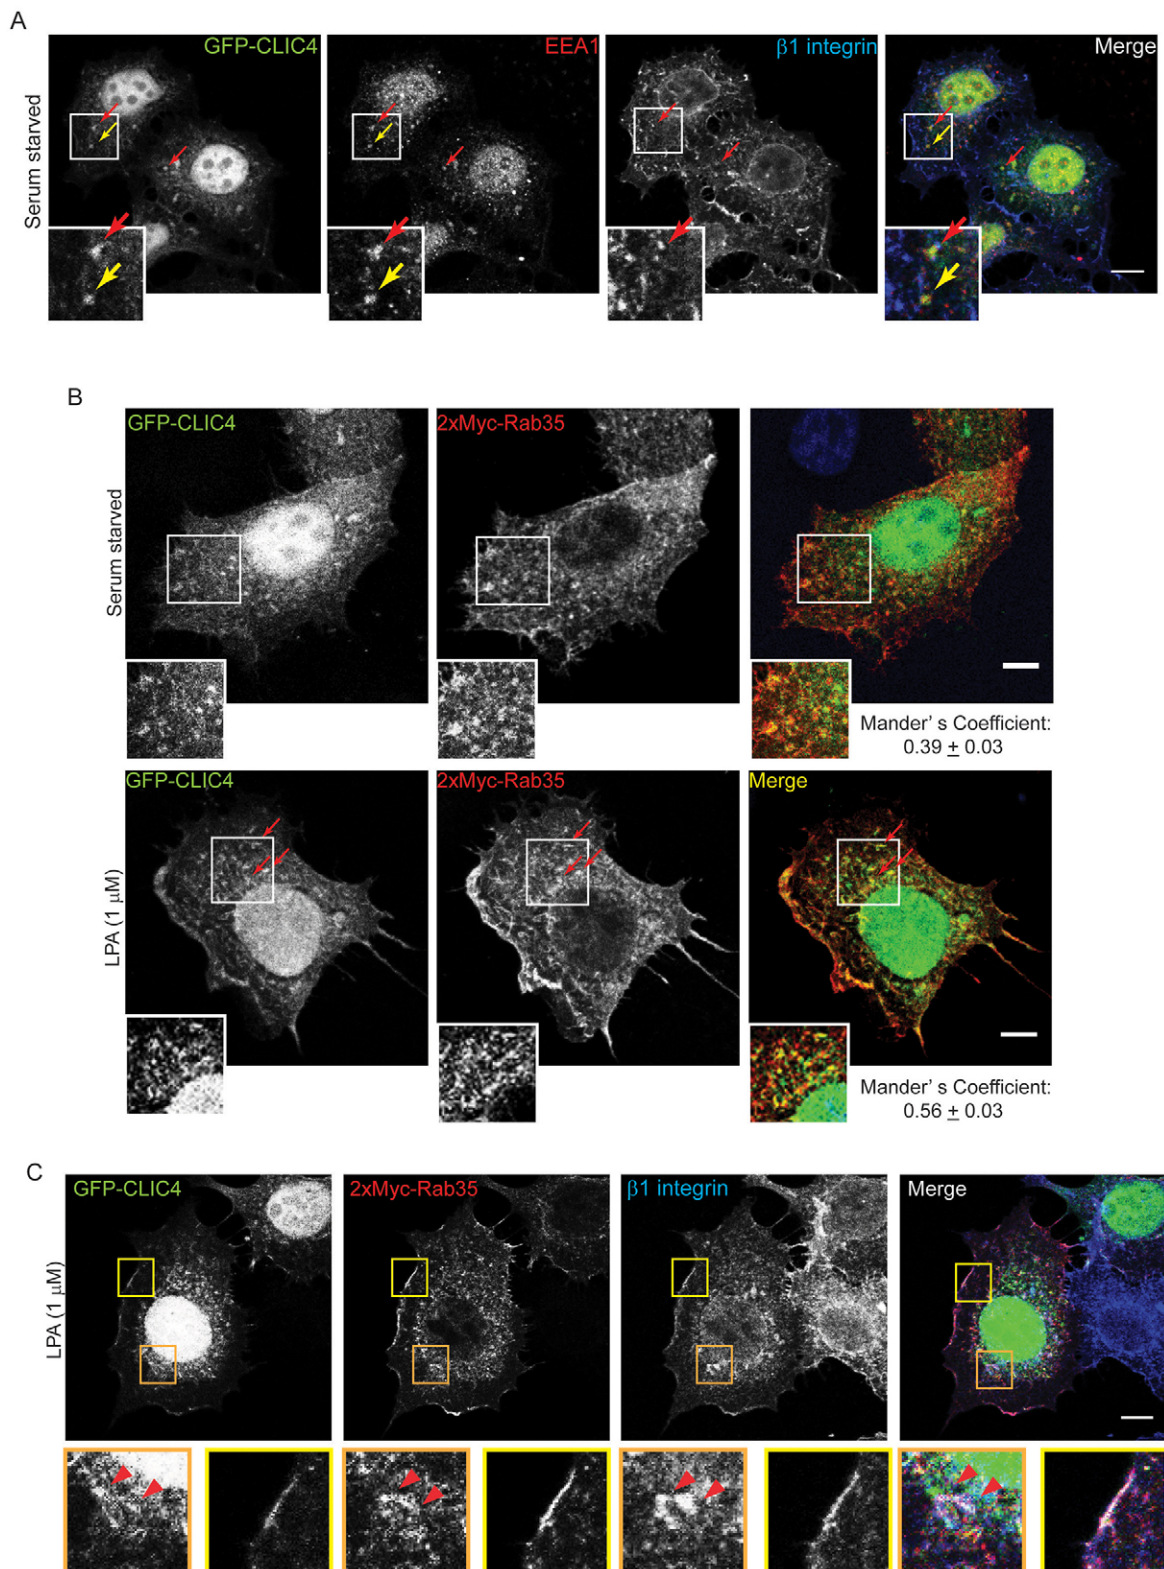 A
GFP-CLIC4
EEA1
β1 integrin
Merge
Serum starved
B
GFP-CLIC4
2xMyc-Rab35
Serum starved
Mander' s Coefficient:
0.39 ± 0.03
GFP-CLIC4
2xMyc-Rab35
Merge
LPA (1 μM)
Mander' s Coefficient:
0.56 ± 0.03
C
GFP-CLIC4
2xMyc-Rab35
β1 integrin
Merge
LPA (1 μM)